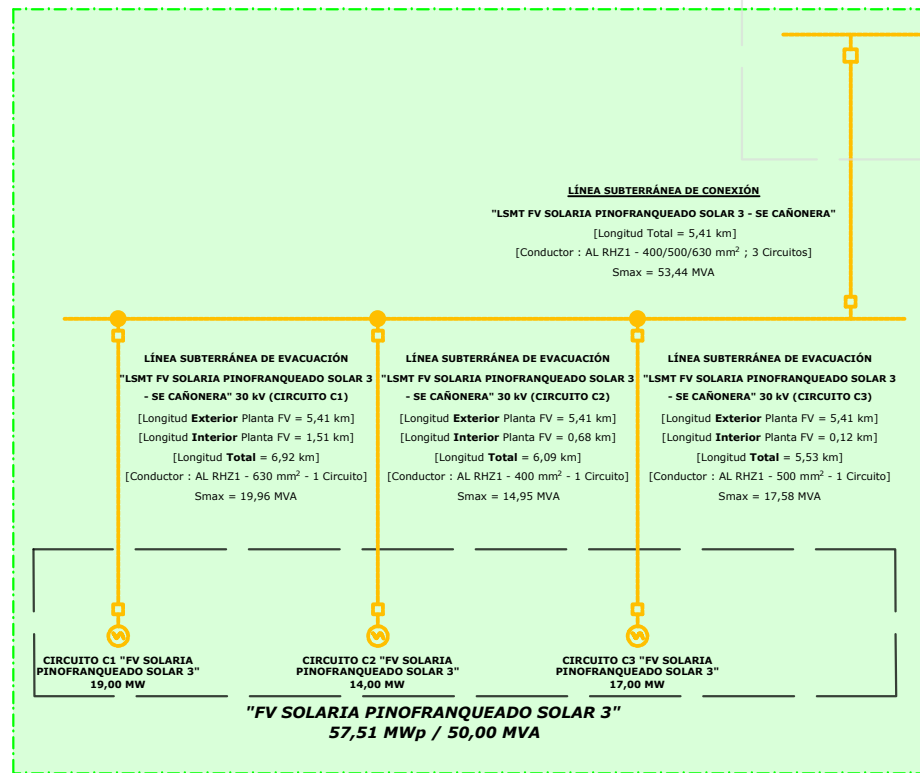 LÍNEA SUBTERRÁNEA DE CONEXIÓN
"LSMT FV SOLARIA PINOFRANQUEADO SOLAR 3 - SE CAÑONERA"
[Longitud Total = 5,41 km]
[Conductor : AL RHZ1 - 400/500/630 mm² ; 3 Circuitos]
Smax = 53,44 MVA
LÍNEA SUBTERRÁNEA DE EVACUACIÓN
"LSMT FV SOLARIA PINOFRANQUEADO SOLAR 3
- SE CAÑONERA" 30 kV (CIRCUITO C1)
[Longitud Exterior Planta FV = 5,41 km]
[Longitud Interior Planta FV = 1,51 km]
[Longitud Total = 6,92 km]
[Conductor : AL RHZ1 - 630 mm² - 1 Circuito]
Smax = 19,96 MVA
LÍNEA SUBTERRÁNEA DE EVACUACIÓN
"LSMT FV SOLARIA PINOFRANQUEADO SOLAR 3
- SE CAÑONERA" 30 kV (CIRCUITO C2)
[Longitud Exterior Planta FV = 5,41 km]
[Longitud Interior Planta FV = 0,68 km]
[Longitud Total = 6,09 km]
[Conductor : AL RHZ1 - 400 mm² - 1 Circuito]
Smax = 14,95 MVA
LÍNEA SUBTERRÁNEA DE EVACUACIÓN
"LSMT FV SOLARIA PINOFRANQUEADO SOLAR 3
- SE CAÑONERA" 30 kV (CIRCUITO C3)
[Longitud Exterior Planta FV = 5,41 km]
[Longitud Interior Planta FV = 0,12 km]
[Longitud Total = 5,53 km]
[Conductor : AL RHZ1 - 500 mm² - 1 Circuito]
Smax = 17,58 MVA
CIRCUITO C1 "FV SOLARIA
PINOFRANQUEADO SOLAR 3"
19,00 MW
CIRCUITO C2 "FV SOLARIA
PINOFRANQUEADO SOLAR 3"
14,00 MW
CIRCUITO C3 "FV SOLARIA
PINOFRANQUEADO SOLAR 3"
17,00 MW
"FV SOLARIA PINOFRANQUEADO SOLAR 3"
57,51 MWp / 50,00 MVA